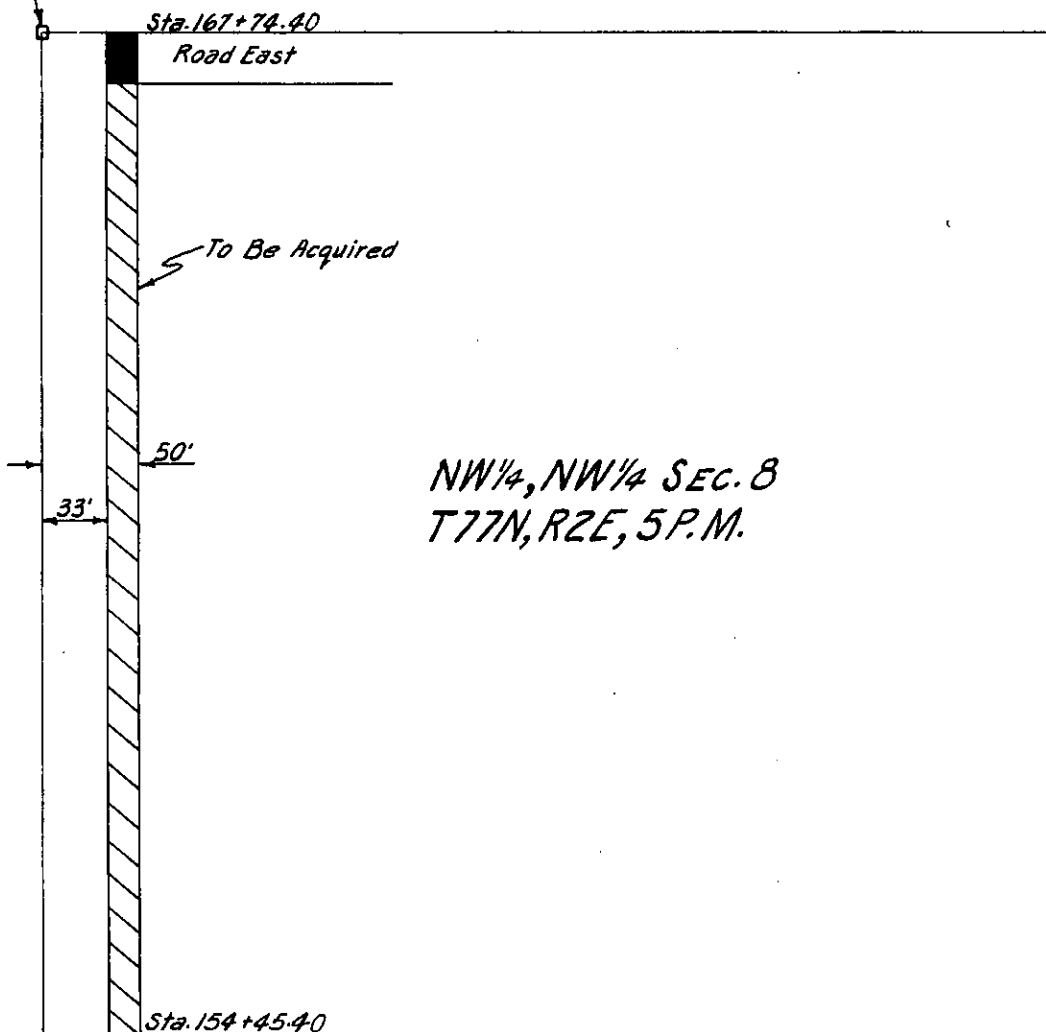 Sta. 167+74.40
Road East
To Be Acquired
50'
33'
NW¼, NW¼ SEC. 8
T77N, R2E, 5 P.M.
Sta. 154+45.40